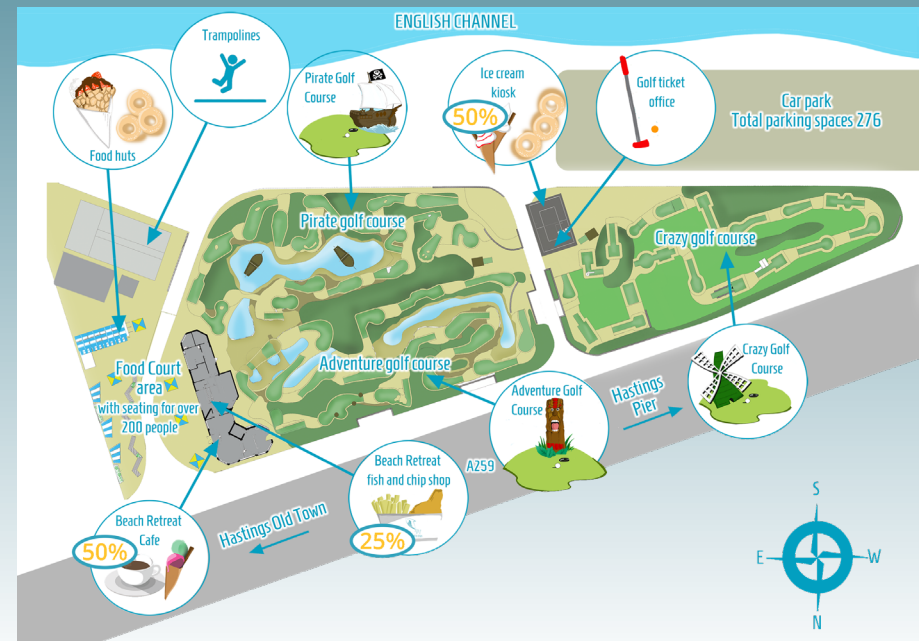 ENGLISH CHANNEL
Trampolines
Pirate Golf
Course
Ice cream
kiosk
50%
Golf ticket
office
Car park
Total parking spaces 276
Food huts
Pirate golf course
Crazy golf course
Food Court
area
with seating for over
200 people
Adventure golf course
Adventure Golf
Course
Hastings
Pier
Crazy Golf
Course
Beach Retreat
fish and chip shop
25%
A259
Beach Retreat
Cafe
50%
Hastings Old Town
S
E
W
N